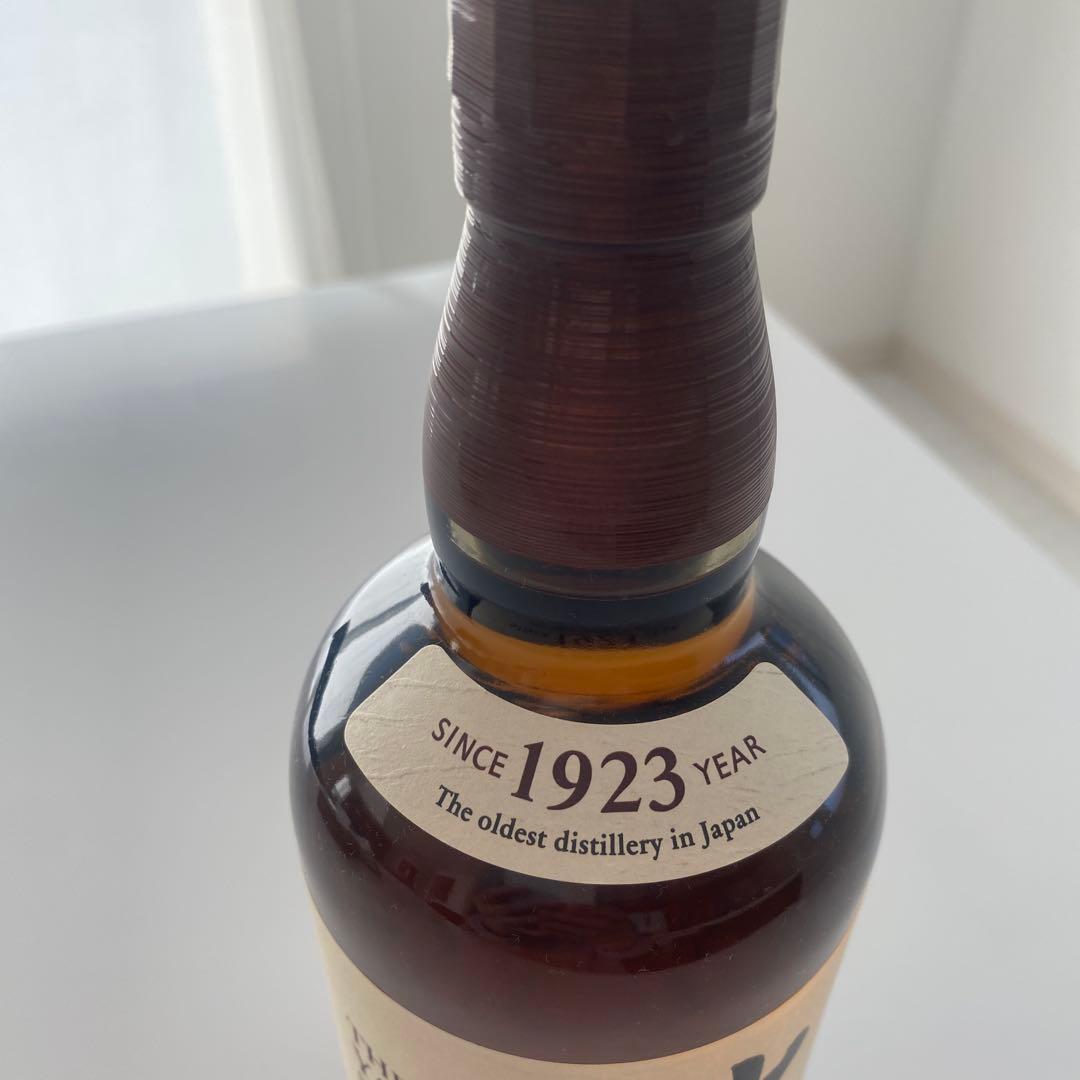 SINCE 1923 YEAR
The oldest distillery in Japan